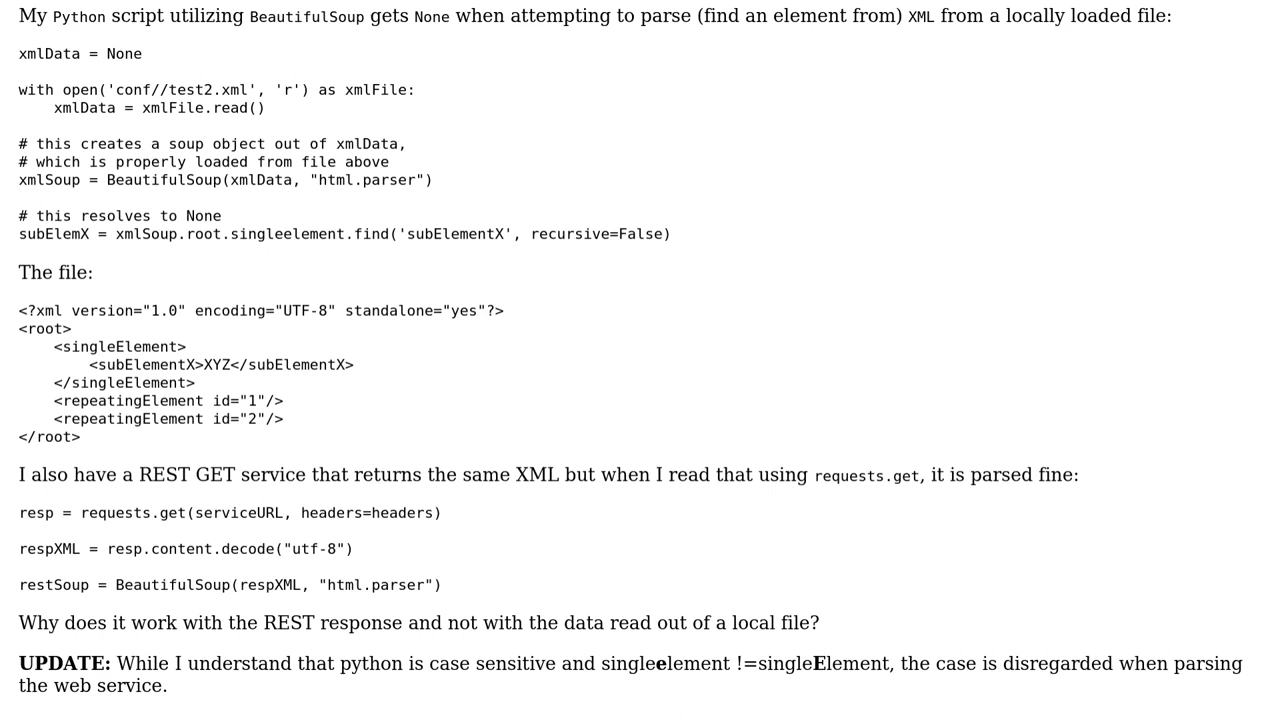 My Python script utilizing BeautifulSoup gets None when attempting to parse (find an element from) XML from a locally loaded file:
xmlData = None
with open('conf//test2.xml', 'r') as xmlFile:
    xmlData = xmlFile.read()
# this creates a soup object out of xmlData,
# which is properly loaded from file above
xmlSoup = BeautifulSoup(xmlData, "html.parser")
# this resolves to None
subElemX = xmlSoup.root.singleelement.find('subElementX', recursive=False)
The file:
<?xml version="1.0" encoding="UTF-8" standalone="yes"?>
<root>
    <singleElement>
        <subElementX>XYZ</subElementX>
    </singleElement>
    <repeatingElement id="1"/>
    <repeatingElement id="2"/>
</root>
I also have a REST GET service that returns the same XML but when I read that using requests.get, it is parsed fine:
resp = requests.get(serviceURL, headers=headers)
respXML = resp.content.decode("utf-8")
restSoup = BeautifulSoup(respXML, "html.parser")
Why does it work with the REST response and not with the data read out of a local file?
UPDATE: While I understand that python is case sensitive and singleelement !=singleElement, the case is disregarded when parsing
the web service.